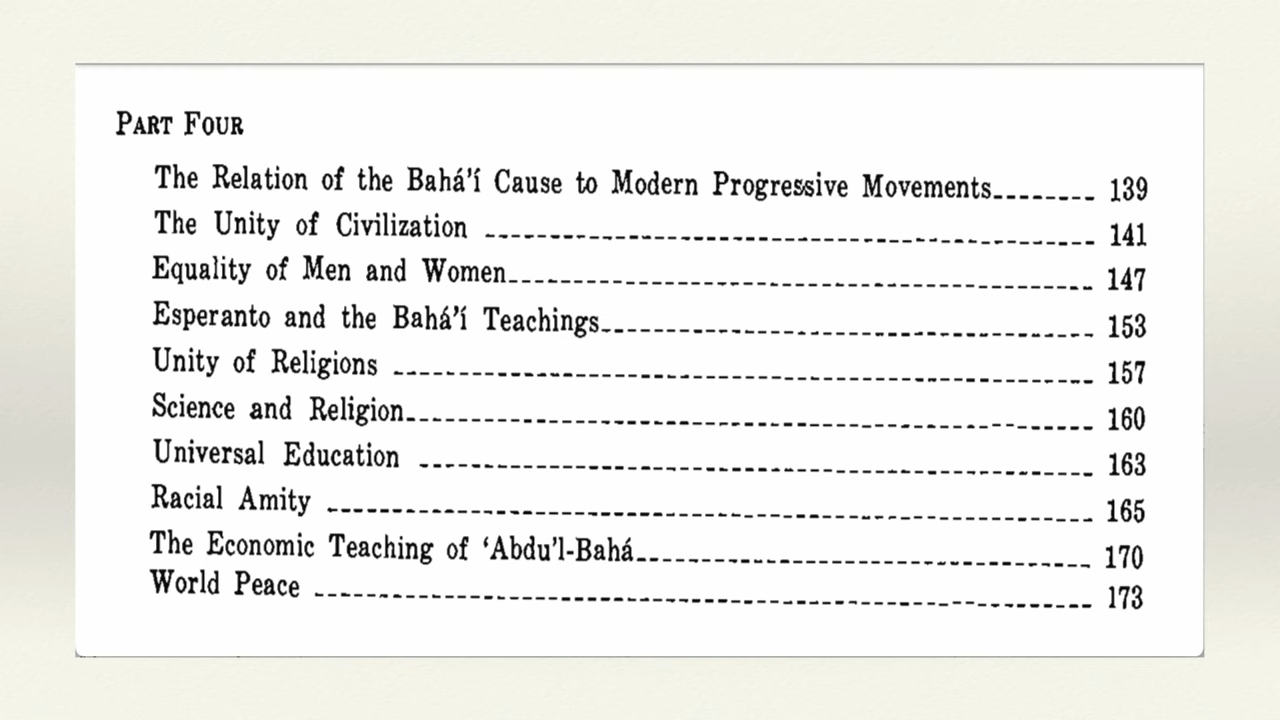 PART FOUR
The Relation of the Bahá’í Cause to Modern Progressive Movements-------- 139
The Unity of Civilization -------------------------------------------------------- 141
Equality of Men and Women------------------------------------------------------ 147
Esperanto and the Bahá’í Teachings--------------------------------------------- 153
Unity of Religions ---------------------------------------------------------------- 157
Science and Religion-------------------------------------------------------------- 160
Universal Education -------------------------------------------------------------- 163
Racial Amity ---------------------------------------------------------------------- 165
The Economic Teaching of ‘Abdu’l-Bahá------------------------------------------ 170
World Peace ----------------------------------------------------------------------- 173